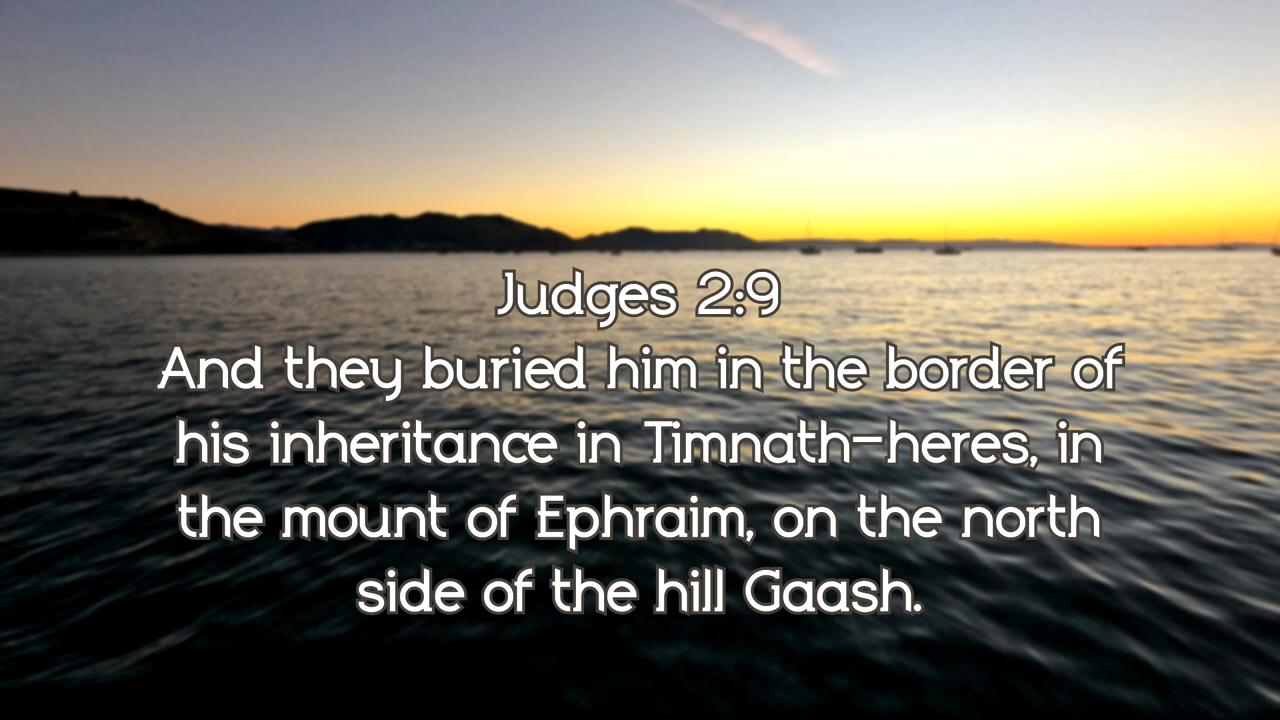 Judges 2:9
And they buried him in the border of
his inheritance in Timnath-heres, in
the mount of Ephraim, on the north
side of the hill Gaash.